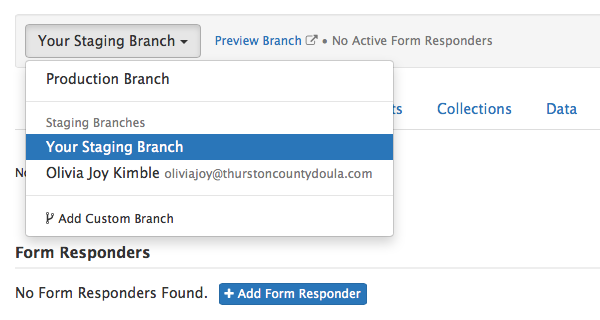 Your Staging Branch
Preview Branch • No Active Form Responders
Production Branch
Staging Branches
ts Collections Data
Your Staging Branch
No
Olivia Joy Kimble oliviajoy@thurstoncountydoula.com
Add Custom Branch
Form Responders
No Form Responders Found. + Add Form Responder